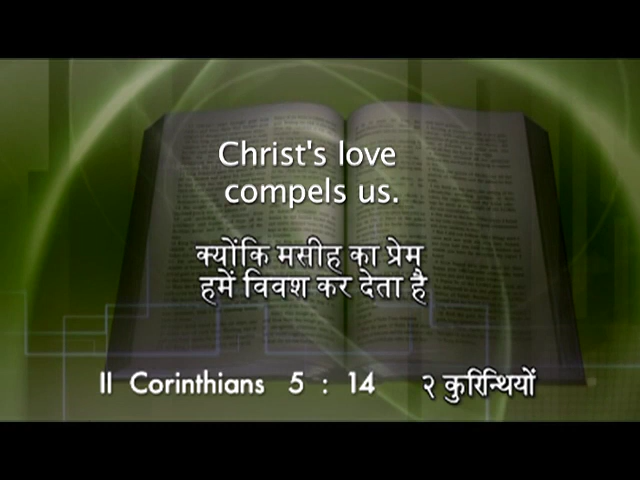 Christ's love
compels us.
क्योंकि मसीह का प्रेम
हमें विवश कर देता है
II Corinthians 5 : 14 २ कुरिन्थियों